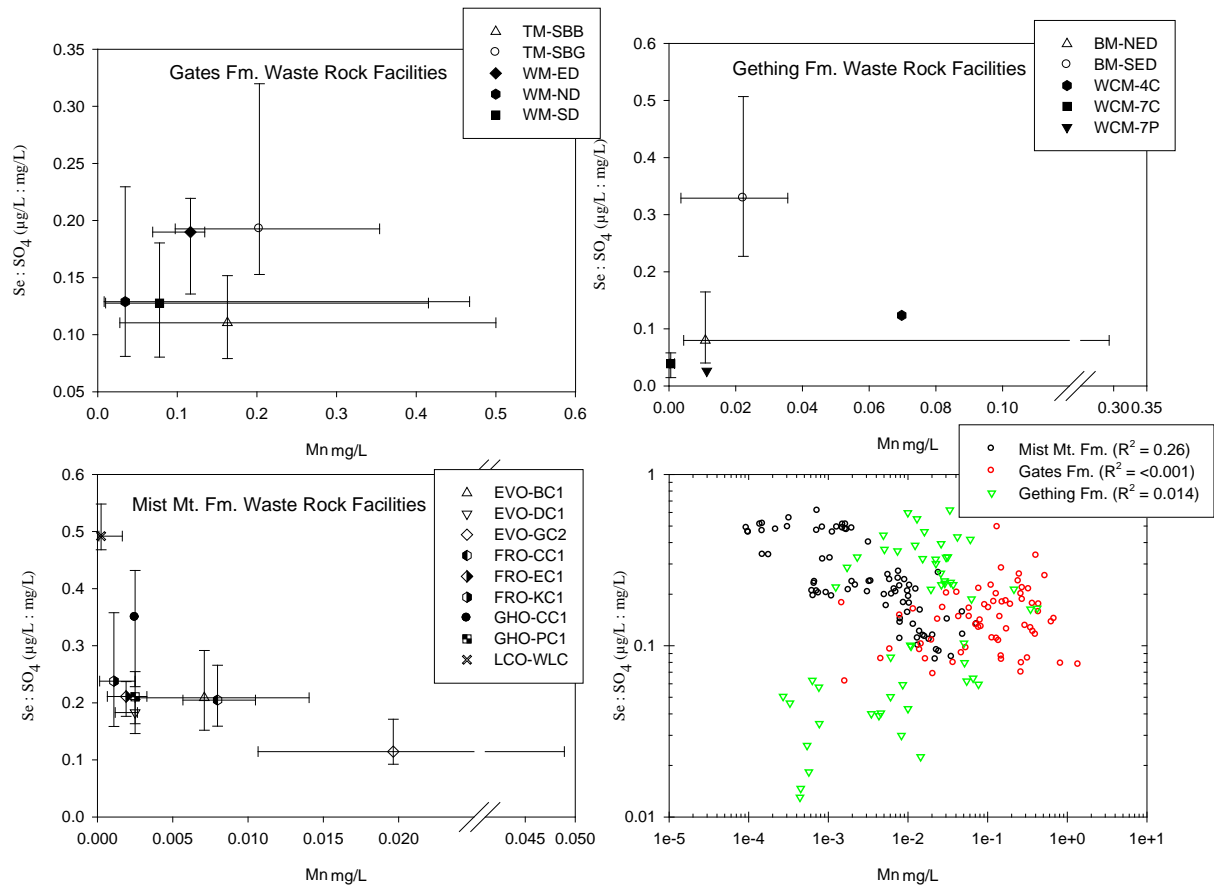 TM-SBB
TM-SBG
WM-ED
WM-ND
WM-SD
Gates Fm. Waste Rock Facilities
0.35
0.30
0.25
0.20
0.15
0.10
0.05
Se : SO4 (µg/L : mg/L)
0.0 0.1 0.2 0.3 0.4 0.5 0.6
Mn mg/L
BM-NED
BM-SED
WCM-4C
WCM-7C
WCM-7P
Gething Fm. Waste Rock Facilities
0.6
0.5
0.4
0.3
0.2
0.1
0.0
Se : SO4 (µg/L : mg/L)
0.00 0.02 0.04 0.06 0.08 0.10 0.30 0.35
Mn mg/L
EVO-BC1
EVO-DC1
EVO-GC2
FRO-CC1
FRO-EC1
FRO-KC1
GHO-CC1
GHO-PC1
LCO-WLC
Mist Mt. Fm. Waste Rock Facilities
0.6
0.5
0.4
0.3
0.2
0.1
0.0
Se : SO4 (µg/L : mg/L)
0.000 0.005 0.010 0.015 0.020 0.045 0.050
Mn mg/L
Mist Mt. Fm. (R2 = 0.26)
Gates Fm. (R2 = <0.001)
Gething Fm. (R2 = 0.014)
1
0.1
0.01
Se : SO4 (µg/L : mg/L)
1e-5 1e-4 1e-3 1e-2 1e-1 1e+0 1e+1
Mn mg/L